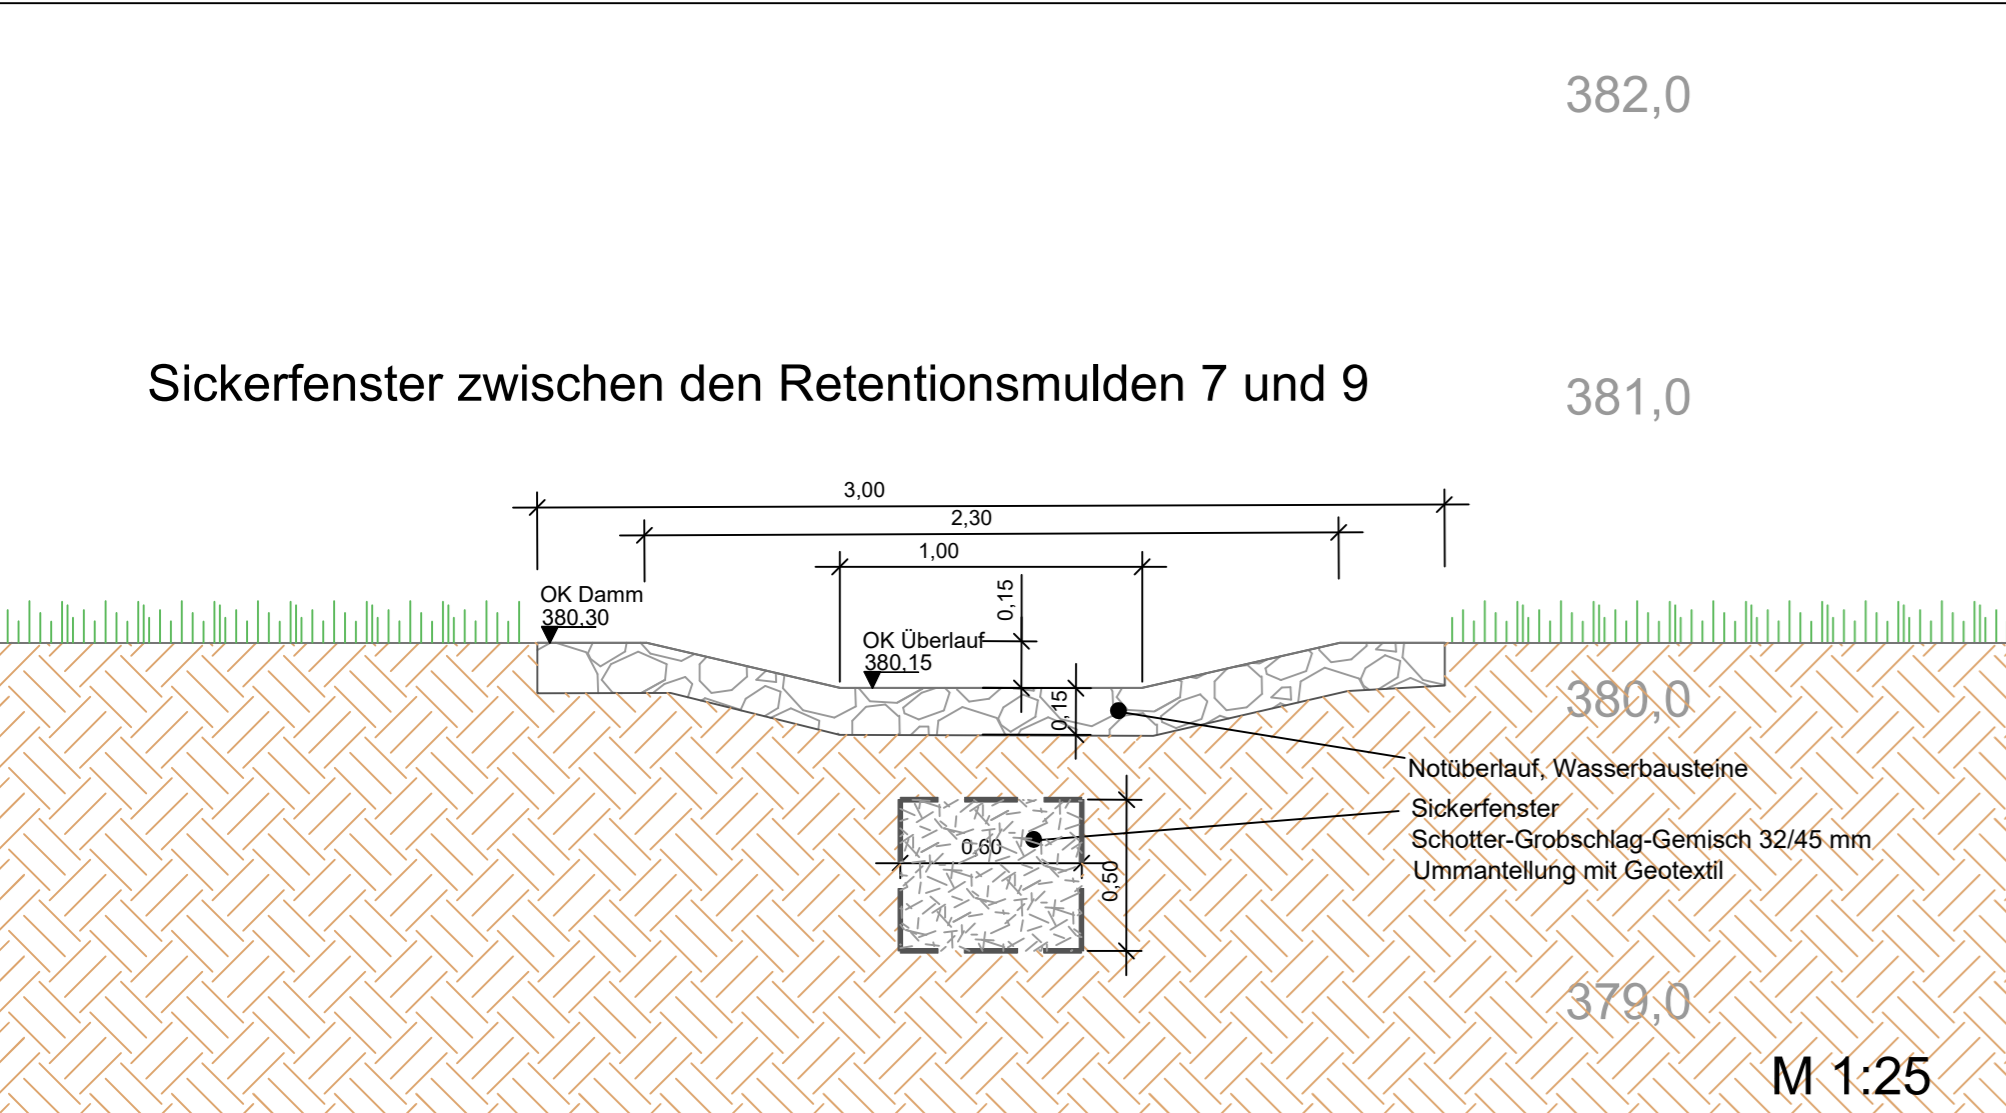 382,0
Sickerfenster zwischen den Retentionsmulden 7 und 9
381,0
3,00
2,30
1,00
0,15
OK Damm
380,30
OK Überlauf
380,15
0,15
380,0
Notüberlauf, Wasserbausteine
Sickerfenster
Schotter-Grobschlag-Gemisch 32/45 mm
Ummantellung mit Geotextil
0,60
0,50
379,0
M 1:25